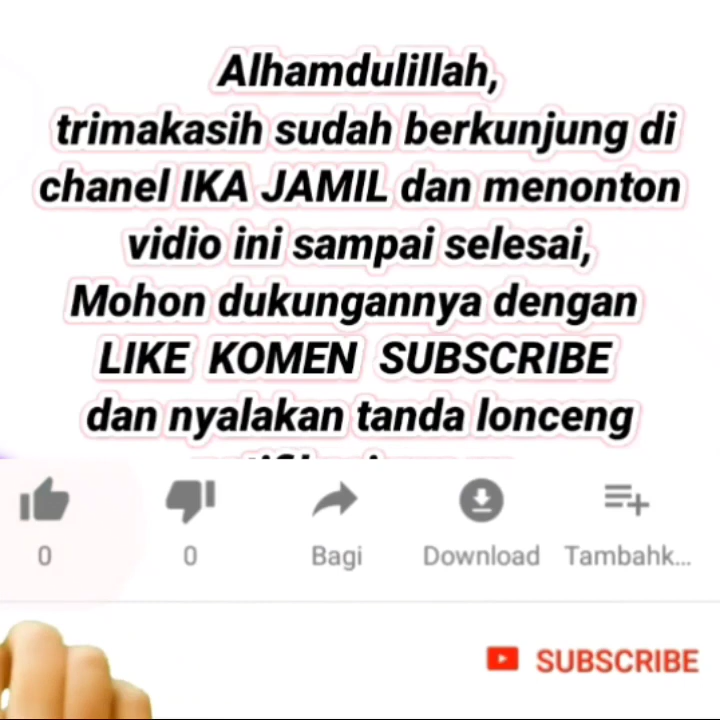 Alhamdulillah,
trimakasih sudah berkunjung di
chanel IKA JAMIL dan menonton
vidio ini sampai selesai,
Mohon dukungannya dengan
LIKE KOMEN SUBSCRIBE
dan nyalakan tanda lonceng
0 0 Bagi Download Tambahk...
SUBSCRIBE